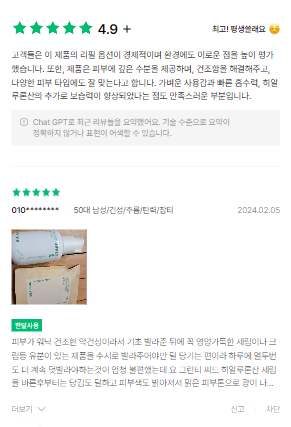 ★★★★★ 4.9 + 최고! 평생쓸래요
고객들은 이 제품의 리필 옵션이 경제적이며 환경에도 이로운 점을 높이 평가
했습니다. 또한, 제품은 피부에 깊은 수분을 제공하며, 건조함을 해결해주고,
다양한 피부 타입에도 잘 맞는다고 합니다. 가벼운 사용감과 빠른 흡수력, 히알
루론산의 추가로 보습력이 향상되었다는 점도 만족스러운 부분입니다.
Chat GPT로 최근 리뷰들을 요약했어요. 기술 수준으로 요약이
정확하지 않거나 표현이 어색할 수 있습니다.
★★★★★
010******** 50대 남성/건성/주름/탄력/잡티 2024.02.05
한달사용
피부가 워낙 건조한 악건성이라서 기초 발라준 뒤에 꼭 영양가득한 세럼이나 크
림등 유분이 있는 제품을 수시로 발라주어야만 덜 당기는 편이라 하루에 열두번
도 더 계속 덧발라야하는것이 엄청 불편했는데 요 그린티 씨드 히알루론산 세럼
을 바른후부터는 당김도 덜하고 피부색도 밝아져서 맑은 피부톤으로 광이 나...
더보기 신고 차단